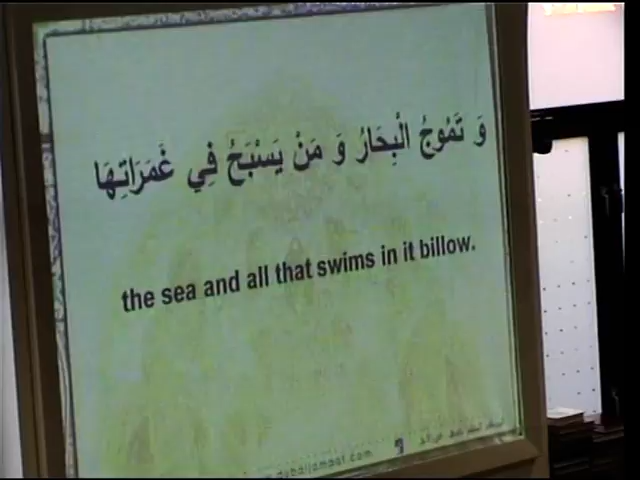 وَ تَمُوجُ الْبِحَارُ وَ مَنْ يَسْبَحُ فِي غَمَرَاتِهَا
the sea and all that swims in it billow.